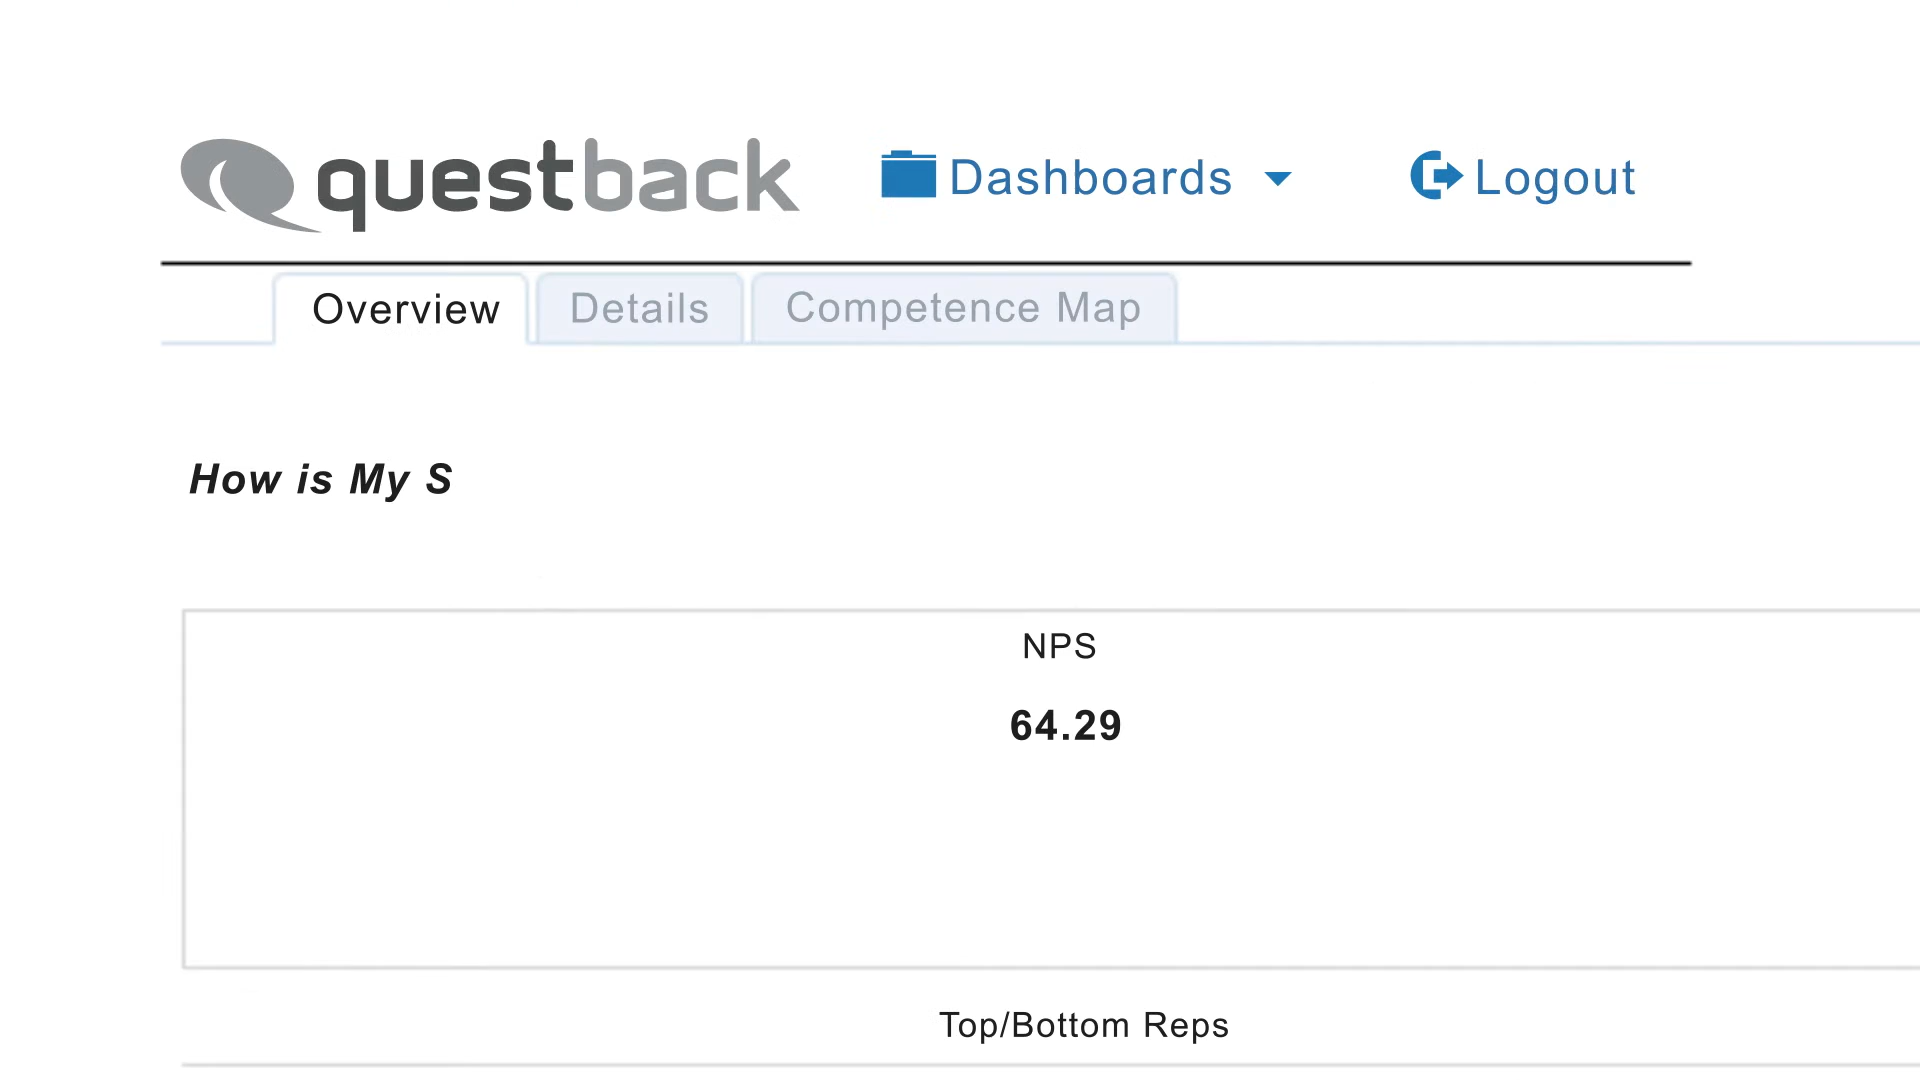 questback Dashboards Logout
Overview Details Competence Map
How is My S
NPS
64.29
Top/Bottom Reps